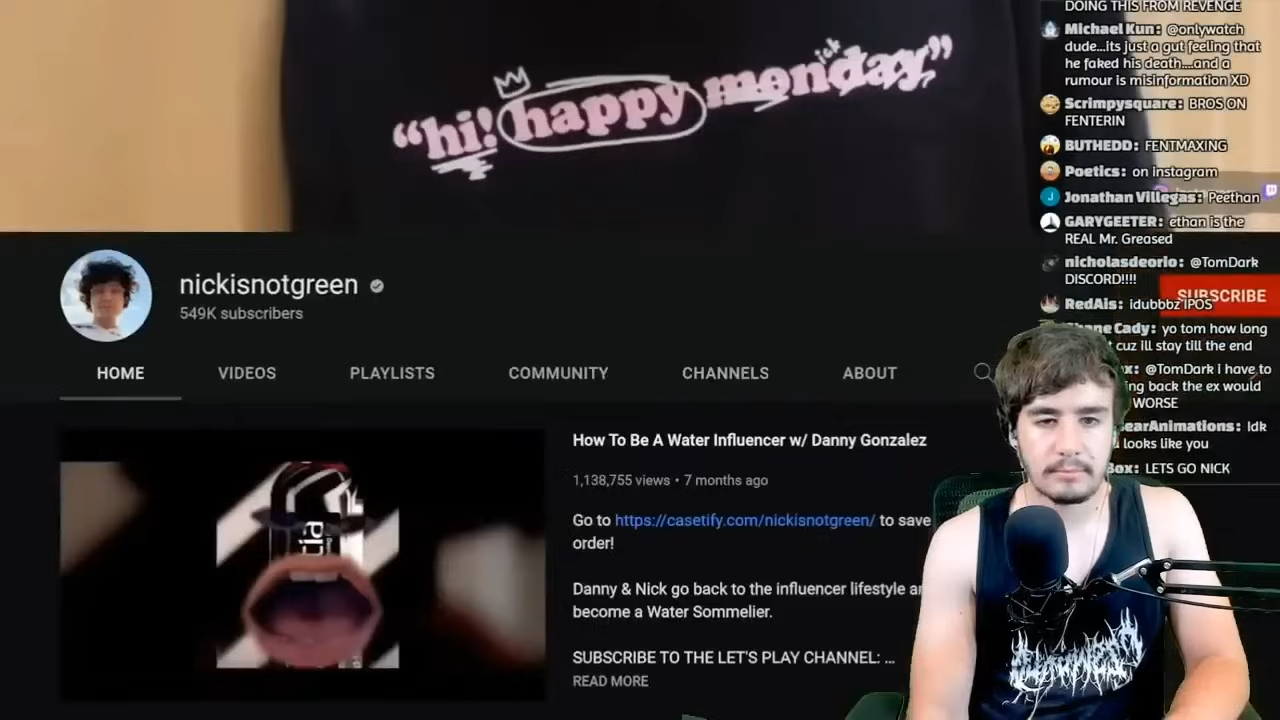 “hi! happy monday”
nick
nickisnotgreen
549K subscribers
SUBSCRIBE
HOME
VIDEOS
PLAYLISTS
COMMUNITY
CHANNELS
ABOUT
How To Be A Water Influencer w/ Danny Gonzalez
1,138,755 views • 7 months ago
Go to https://casetify.com/nickisnotgreen/ to save
order!
Danny & Nick go back to the influencer lifestyle
become a Water Sommelier.
SUBSCRIBE TO THE LET'S PLAY CHANNEL: ...
READ MORE
DOING THIS FROM REVENGE
Michael Kun: @onlywatch
dude...its just a gut feeling that
he faked his death....and a
rumour is misinformation XD
Scrimpysquare: BROS ON
FENTERIN
BUTHEDD: FENTMAXING
Poetics: on instagram
J Jonathan Villegas: Peethan
GARYGEETER: ethan is the
REAL Mr. Greased
nicholasdeorio: @TomDark
DISCORD!!!!
RedAis: idubbbz IPOS
Cady: yo tom how long
cuz ill stay till the end
@TomDark i have to
back the ex would
WORSE
Idk
looks like you
LETS GO NICK